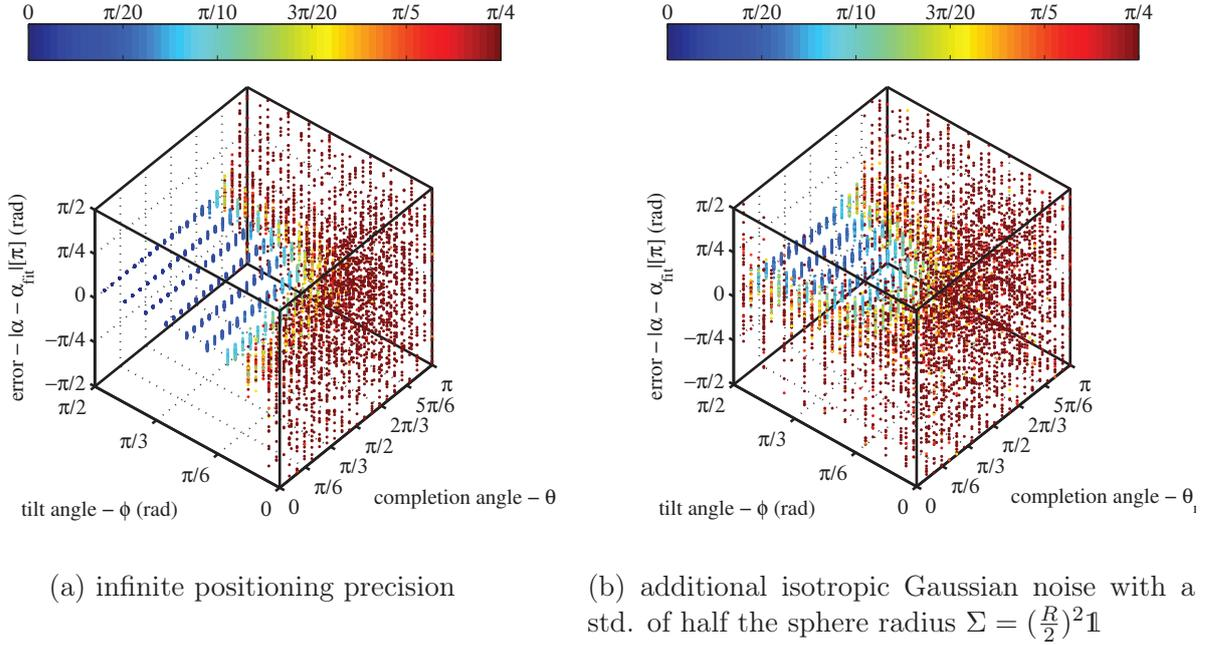 0 π/20 π/10 3π/20 π/5 π/4
error – |α – α_fit|[π] (rad)
π/2
π/4
0
−π/4
−π/2
π/2
π/3
π/6
0
0
π/6
π/3
π/2
2π/3
5π/6
π
tilt angle – ϕ (rad)
completion angle – θ
(a) infinite positioning precision
0 π/20 π/10 3π/20 π/5 π/4
error – |α – α_fit|[π] (rad)
π/2
π/4
0
−π/4
−π/2
π/2
π/3
π/6
0
0
π/6
π/3
π/2
2π/3
5π/6
π
tilt angle – ϕ (rad)
completion angle – θ
(b) additional isotropic Gaussian noise with a
std. of half the sphere radius Σ = (R/2)²𝟙